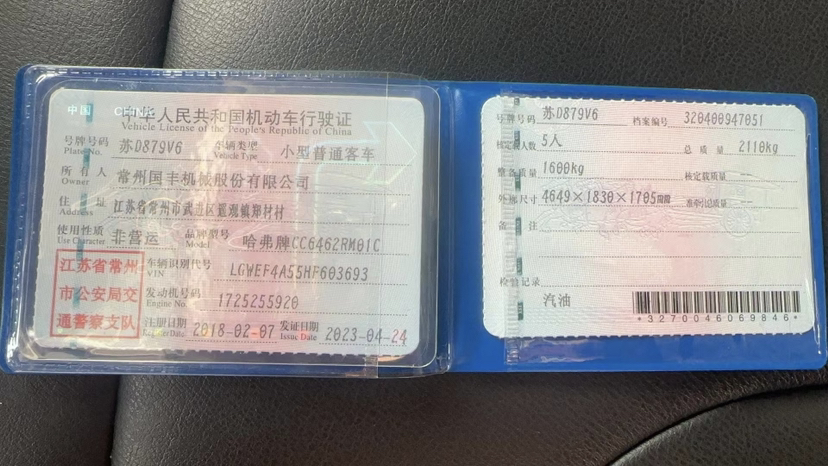 中国 CHINA
中华人民共和国机动车行驶证
Vehicle License of the People's Republic of China
号牌号码 苏D879V6 车辆类型 小型普通客车
Plate No. Vehicle Type
所有人 常州国丰机械股份有限公司
Owner
住址 江苏省常州市武进区遥观镇郑村村
Address
使用性质 非营运 品牌型号 哈弗牌CC6462RM01C
Use Character Model
江苏省常州市公安局交通警察支队
车辆识别代号 LGWEF4A55HF603693
VIN
发动机号码 1725255920
Engine No.
注册日期 2018-02-07 发证日期 2023-04-24
Register Date Issue Date
号牌号码 苏D879V6 档案编号 320400947051
核定载人数 5人 总质量 2110kg
整备质量 1600kg 核定载质量 --
外廓尺寸 4649×1830×1705mm 准牵引总质量 --
备注
检验记录
汽油
*3270046069846*